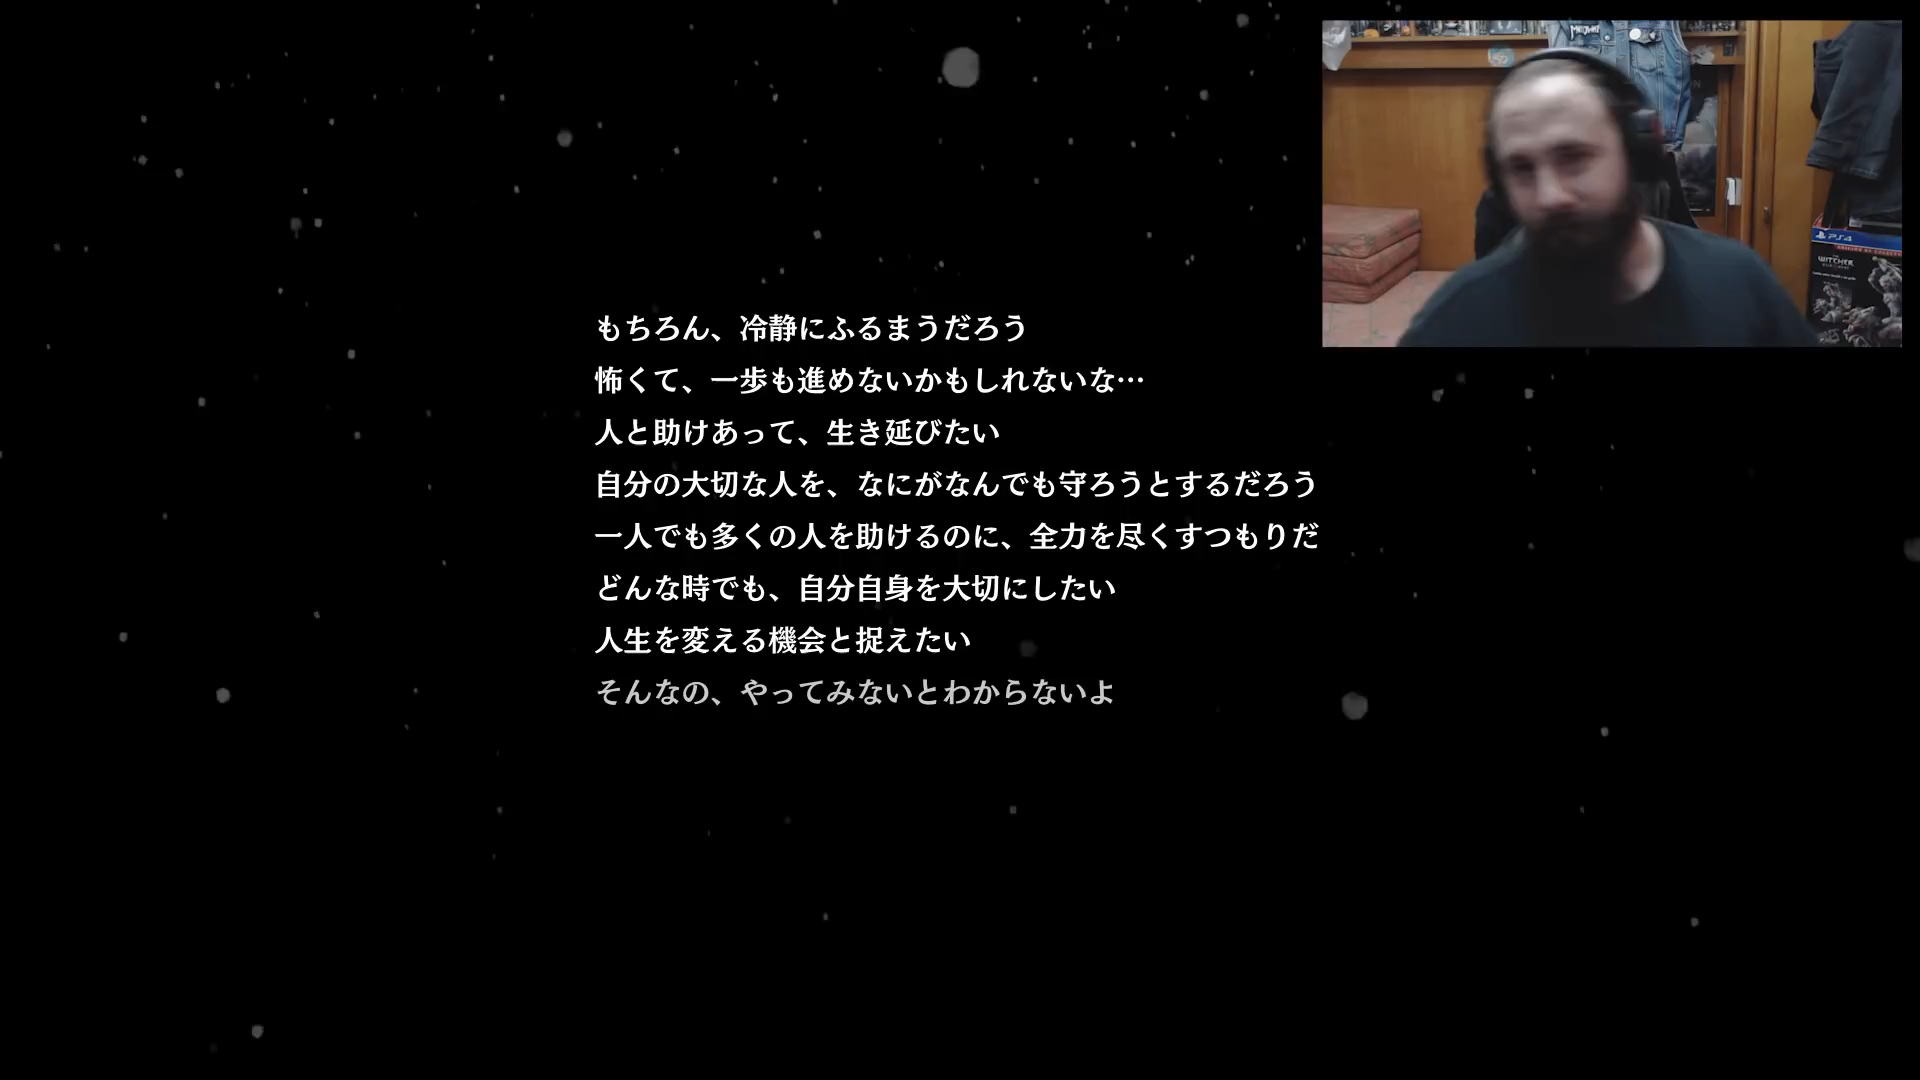 もちろん、冷静にふるまうだろう
怖くて、一歩も進めないかもしれないな…
人と助けあって、生き延びたい
自分の大切な人を、なにがなんでも守ろうとするだろう
一人でも多くの人を助けるのに、全力を尽くすつもりだ
どんな時でも、自分自身を大切にしたい
人生を変える機会と捉えたい
そんなの、やってみないとわからないよ
PS4
THE
WITCHER